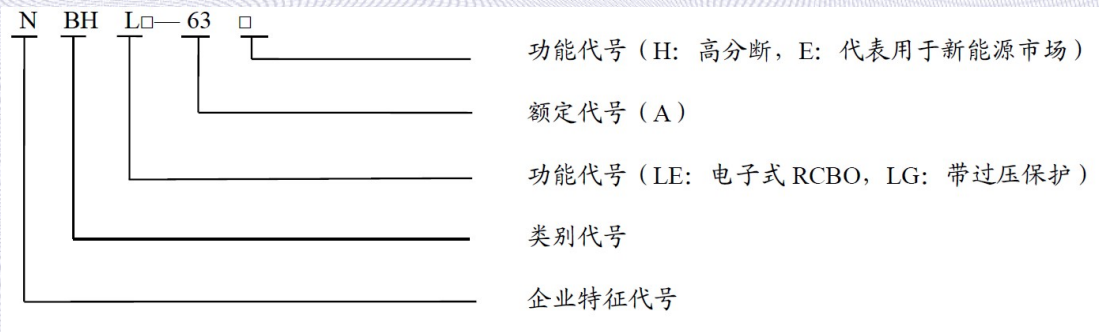 N BH L□—63 □
功能代号（H：高分断，E：代表用于新能源市场）
额定代号（A）
功能代号（LE：电子式 RCBO，LG：带过压保护）
类别代号
企业特征代号